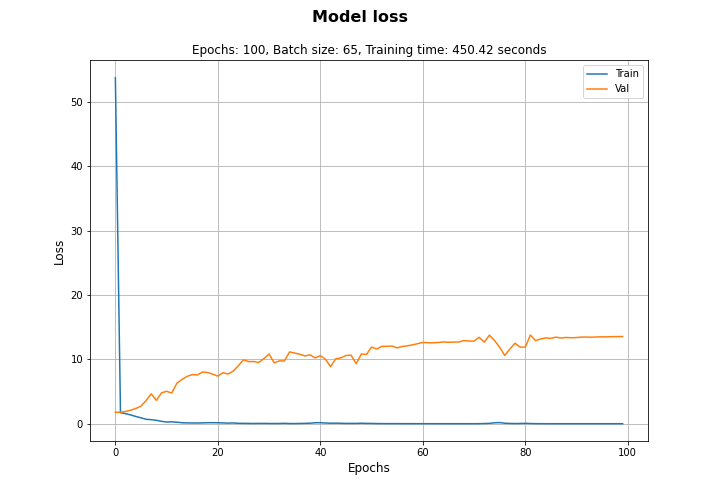 Model loss
Epochs: 100, Batch size: 65, Training time: 450.42 seconds
Train
Val
50
40
30
20
10
0
Loss
0
20
40
60
80
100
Epochs